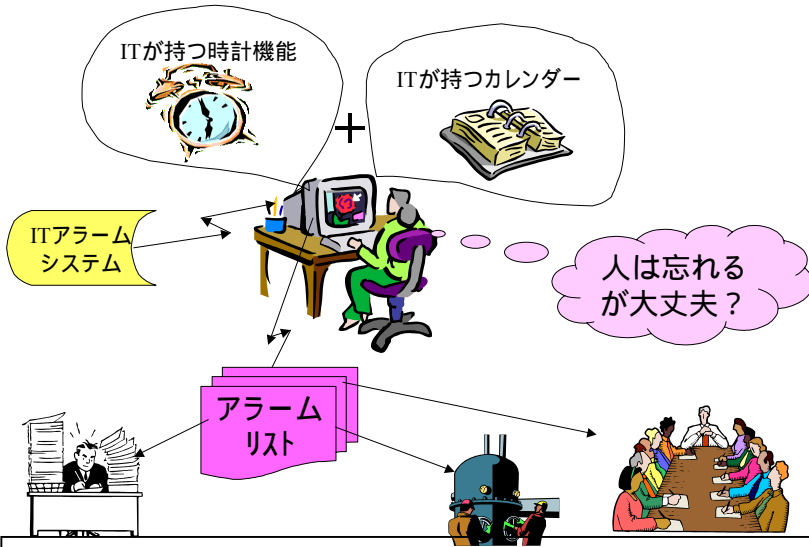 ITが持つ時計機能
ITが持つカレンダー
+
ITアラーム
システム
人は忘れる
が大丈夫？
アラーム
リスト